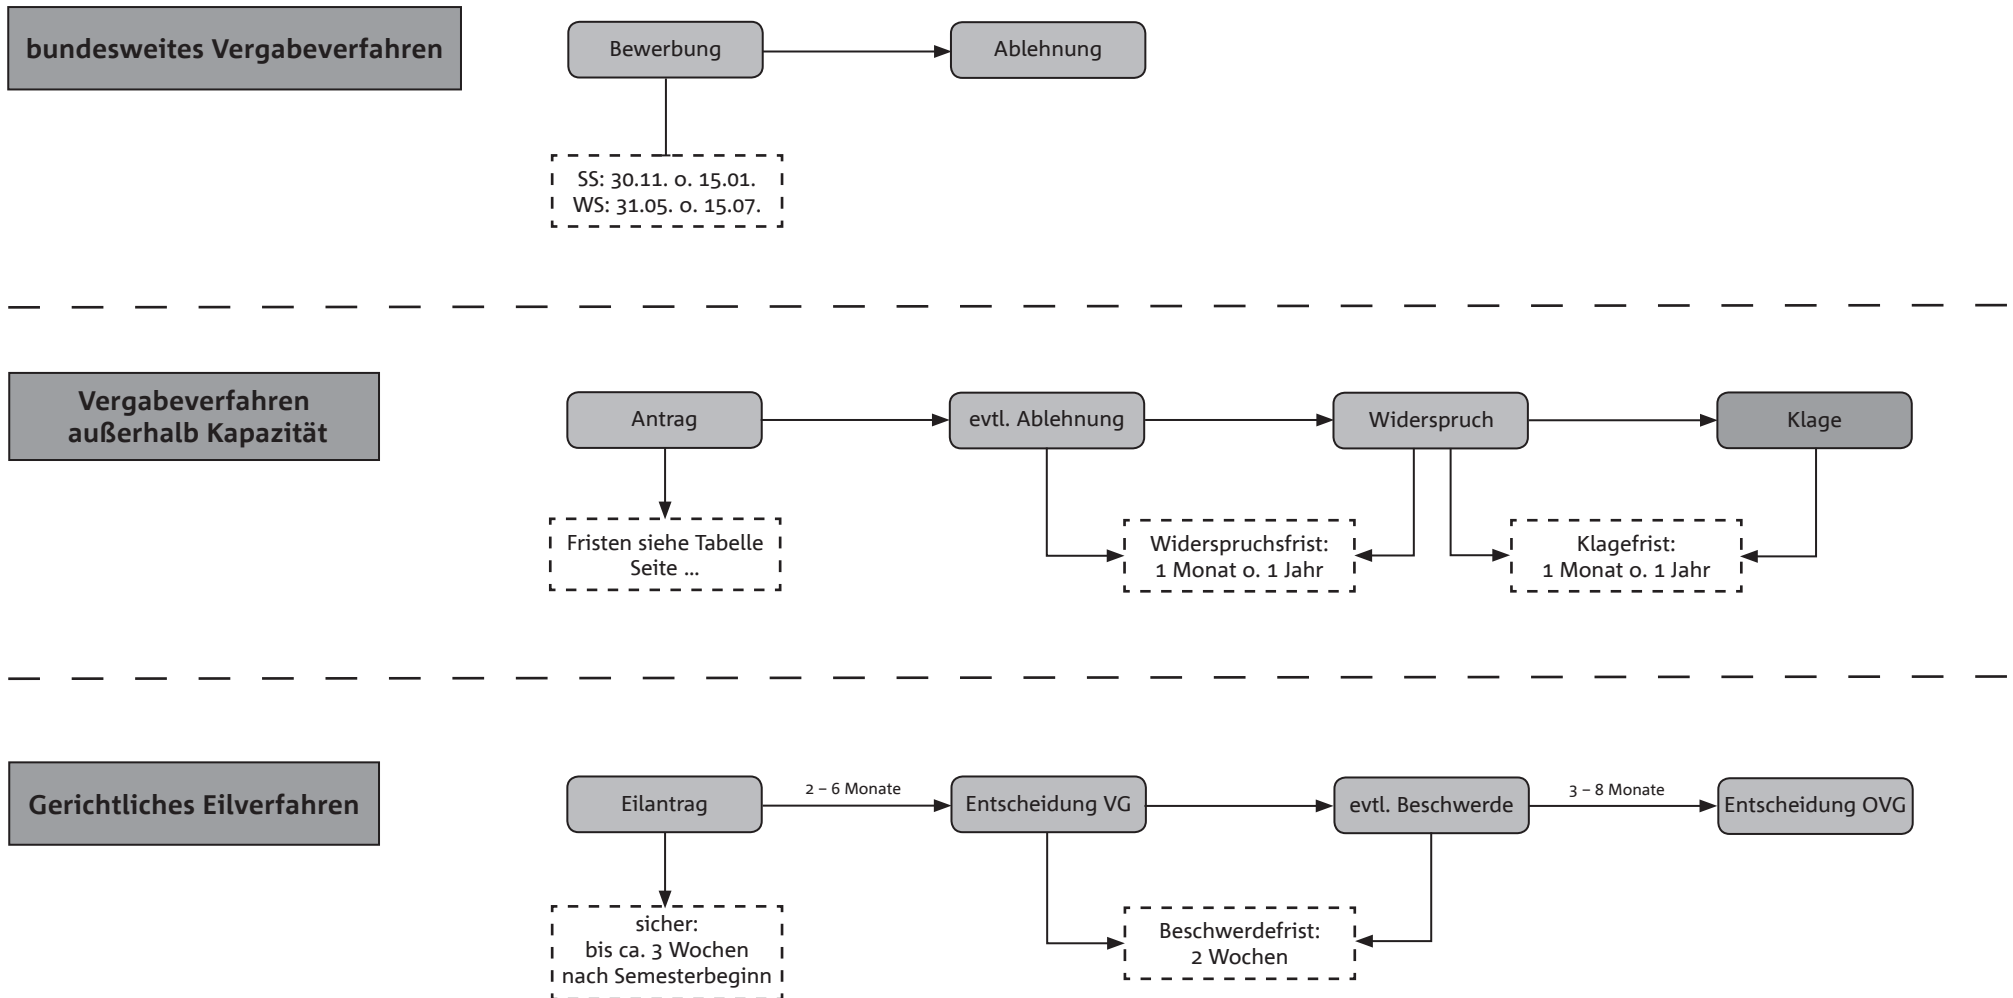 bundesweites Vergabeverfahren
Bewerbung
Ablehnung
SS: 30.11. o. 15.01.
WS: 31.05. o. 15.07.
Vergabeverfahren
außerhalb Kapazität
Antrag
evtl. Ablehnung
Widerspruch
Klage
Fristen siehe Tabelle
Seite ...
Widerspruchsfrist:
1 Monat o. 1 Jahr
Klagefrist:
1 Monat o. 1 Jahr
Gerichtliches Eilverfahren
Eilantrag
2 – 6 Monate
Entscheidung VG
evtl. Beschwerde
3 – 8 Monate
Entscheidung OVG
sicher:
bis ca. 3 Wochen
nach Semesterbeginn
Beschwerdefrist:
2 Wochen